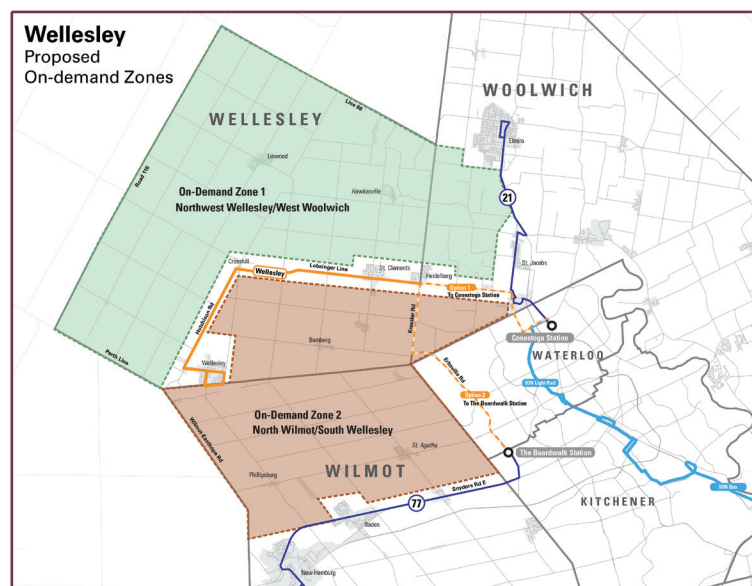 Wellesley
Proposed
On-demand Zones
WOOLWICH
WELLESLEY
Line 86
Elmira
Linwood
Road 116
Hawkesville
On-Demand Zone 1
Northwest Wellesley/West Woolwich
21
St. Jacobs
Crosshill
Lobsinger Line
Wellesley
St. Clements
Heidelberg
Option 1
To Conestoga Station
Hutchison Rd
Kressler Rd
Conestoga Station
Bamberg
WATERLOO
Perth Line
Wellesley
Erbsville Rd
ION Light Rail
Option 2
To The Boardwalk Station
On-Demand Zone 2
North Wilmot/South Wellesley
Wilmot-Easthope Rd
St. Agatha
The Boardwalk Station
WILMOT
Phillipsburg
Snyders Rd E
ION Bus
77
KITCHENER
Baden
New Hamburg